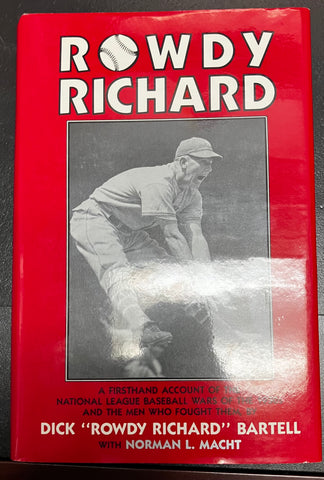 ROWDY
RICHARD
A FIRSTHAND ACCOUNT OF
NATIONAL LEAGUE BASEBALL WARS OF
AND THE MEN WHO FOUGHT
DICK "ROWDY RICHARD" BARTELL
WITH NORMAN L. MACHT